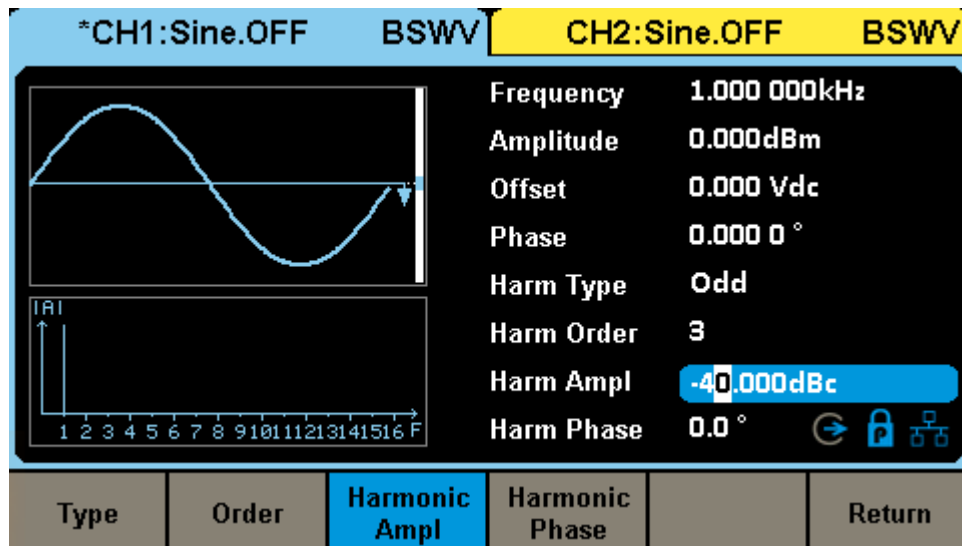 *CH1:Sine.OFF BSWV CH2:Sine.OFF BSWV
Frequency 1.000 000kHz
Amplitude 0.000dBm
Offset 0.000 Vdc
Phase 0.000 0 °
Harm Type Odd
Harm Order 3
Harm Ampl -40.000dBc
Harm Phase 0.0 °
|A|
1 2 3 4 5 6 7 8 9 10 11 12 13 14 15 16 F
P
Type Order Harmonic Ampl Harmonic Phase Return